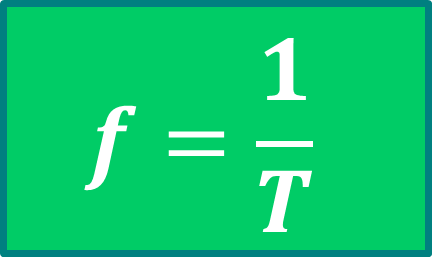 f = 1/T